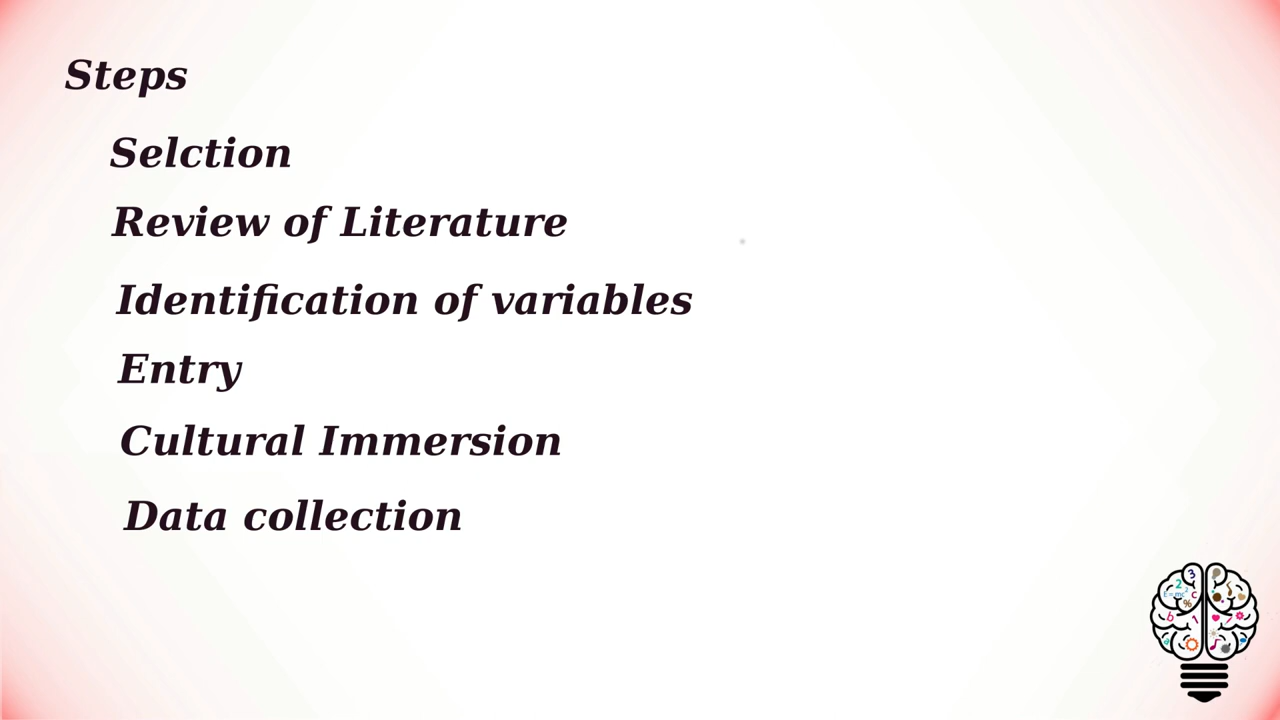 Steps
Selction
Review of Literature
Identification of variables
Entry
Cultural Immersion
Data collection